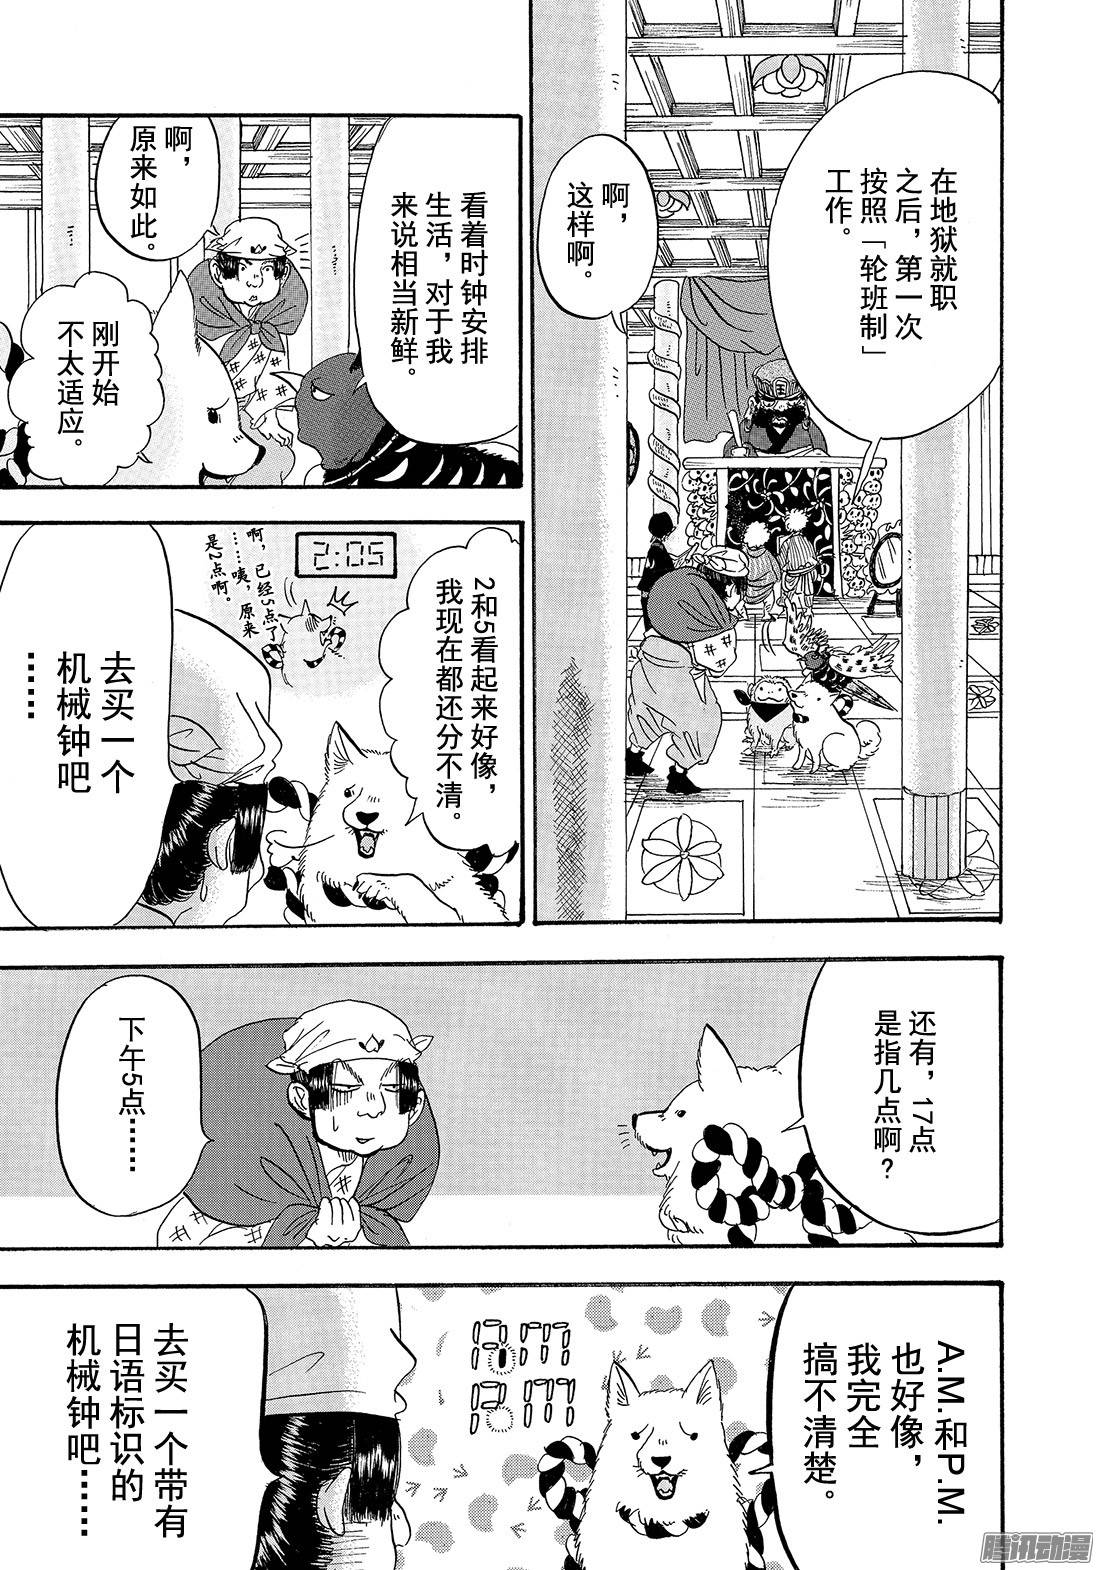 在地狱就职
之后，第一次
按照「轮班制」
工作。
啊，
这样啊。
看着时钟安排
生活，对于我
来说相当新鲜。
啊，
原来如此。
刚开始
不太适应。
2和5看起来好像，
我现在都还分不清。
2:05
啊，已经5点了
……咦，原来
是2点啊。
去买一个
机械钟吧
……
还有，17点
是指几点啊？
下午5点……
A.M.和P.M.
也好像，
我完全
搞不清楚。
a.m
p.m
去买一个带有
日语标识的
机械钟吧……
腾讯动漫